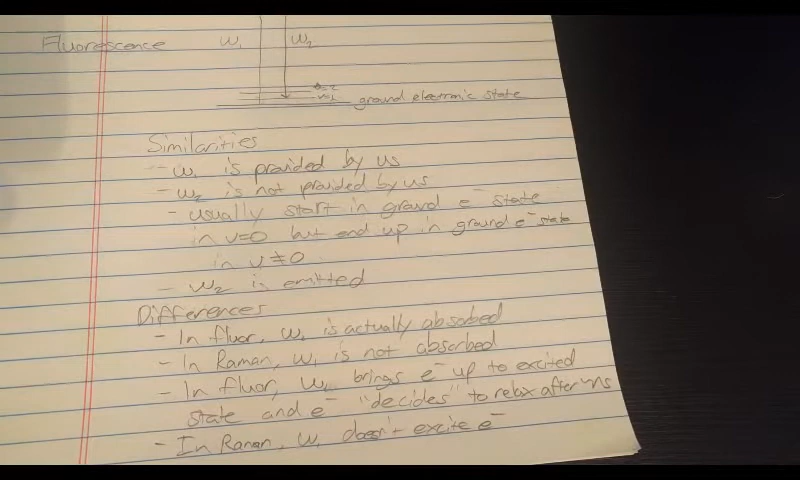 Fluorescence ω₁ ω₂
v=2
v=1
ground electronic state
Similarities
- ω₁ is provided by us
- ω₂ is not provided by us
- usually start in ground e⁻ state
in v=0 but end up in ground e⁻ state
in v≠0
- ω₂ is emitted
Differences
- In fluor, ω₁ is actually absorbed
- In Raman, ω₁ is not absorbed
- In fluor, ω₁ brings e⁻ up to excited
state and e⁻ "decides" to relax after ns
- In Raman, ω₁ doesn't excite e⁻